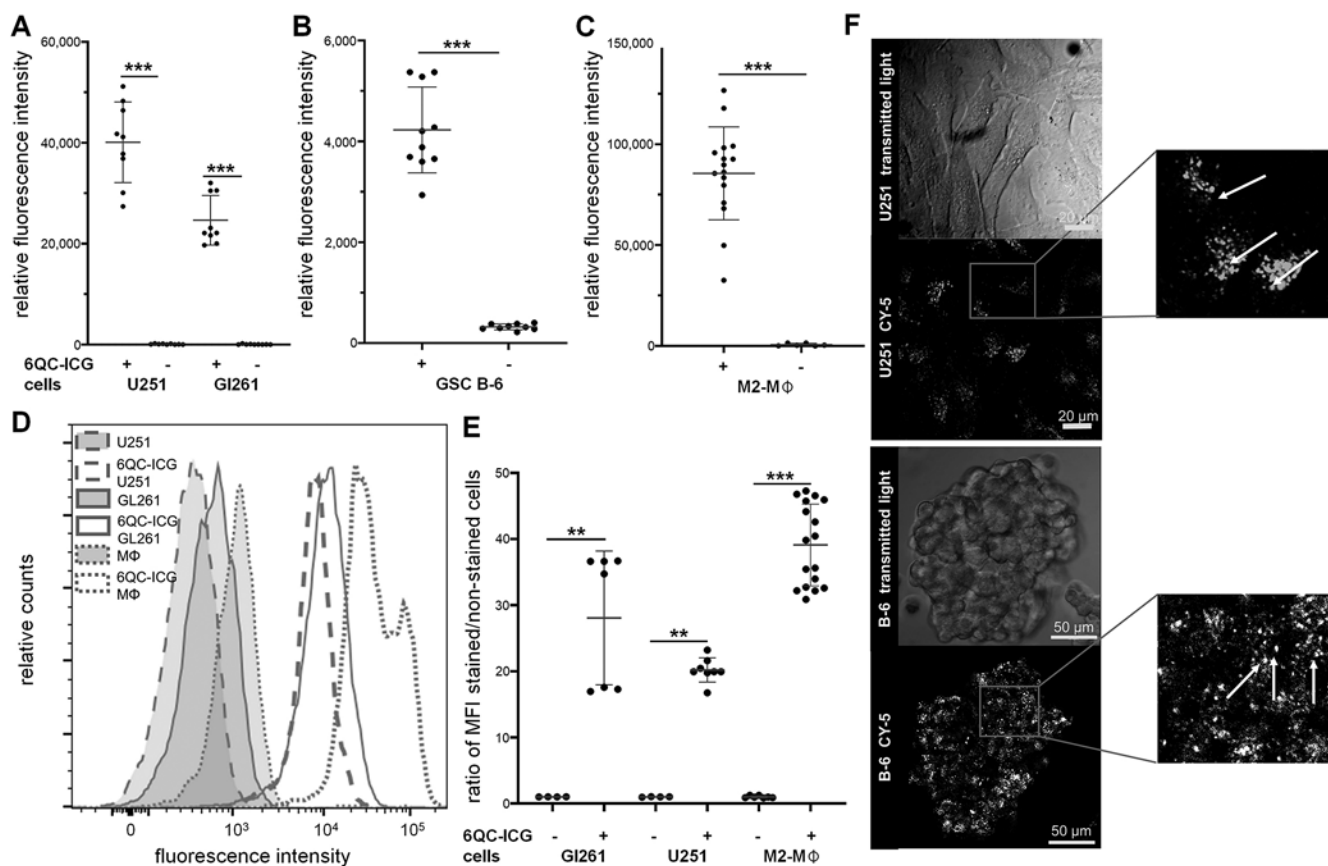 A
relative fluorescence intensity
60,000
40,000
20,000
0
***
***
6QC-ICG + - + -
cells U251 GI261
B
relative fluorescence intensity
6,000
4,000
2,000
0
***
+ -
GSC B-6
C
relative fluorescence intensity
150,000
100,000
50,000
0
***
+ -
M2-MΦ
D
relative counts
U251
6QC-ICG
U251
GL261
6QC-ICG
GL261
MΦ
6QC-ICG
MΦ
0 10³ 10⁴ 10⁵
fluorescence intensity
E
ratio of MFI stained/non-stained cells
50
40
30
20
10
0
**
**
***
6QC-ICG - + - + - +
cells GI261 U251 M2-MΦ
F
U251 transmitted light
20 µm
U251 CY-5
20 µm
B-6 transmitted light
50 µm
B-6 CY-5
50 µm